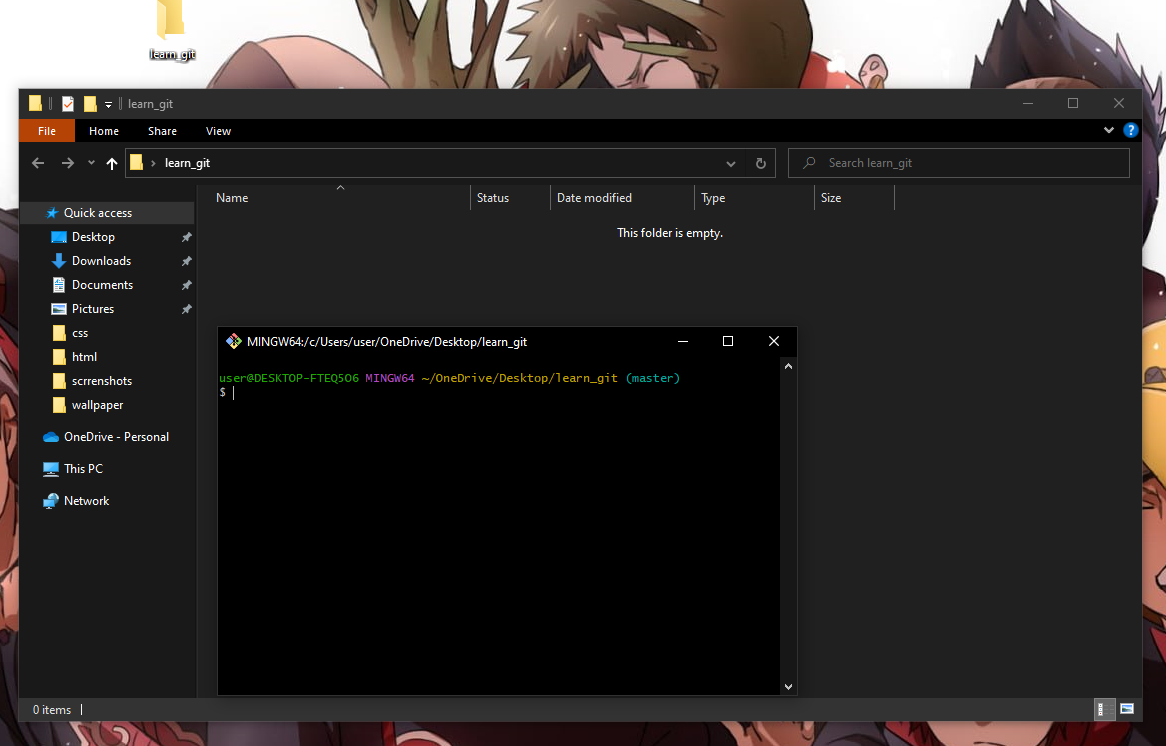 learn_git
learn_git
File Home Share View
learn_git
Search learn_git
Name Status Date modified Type Size
This folder is empty.
Quick access
Desktop
Downloads
Documents
Pictures
css
html
scrrenshots
wallpaper
OneDrive - Personal
This PC
Network
MINGW64:/c/Users/user/OneDrive/Desktop/learn_git
user@DESKTOP-FTEQ5O6 MINGW64 ~/OneDrive/Desktop/learn_git (master)
$
0 items